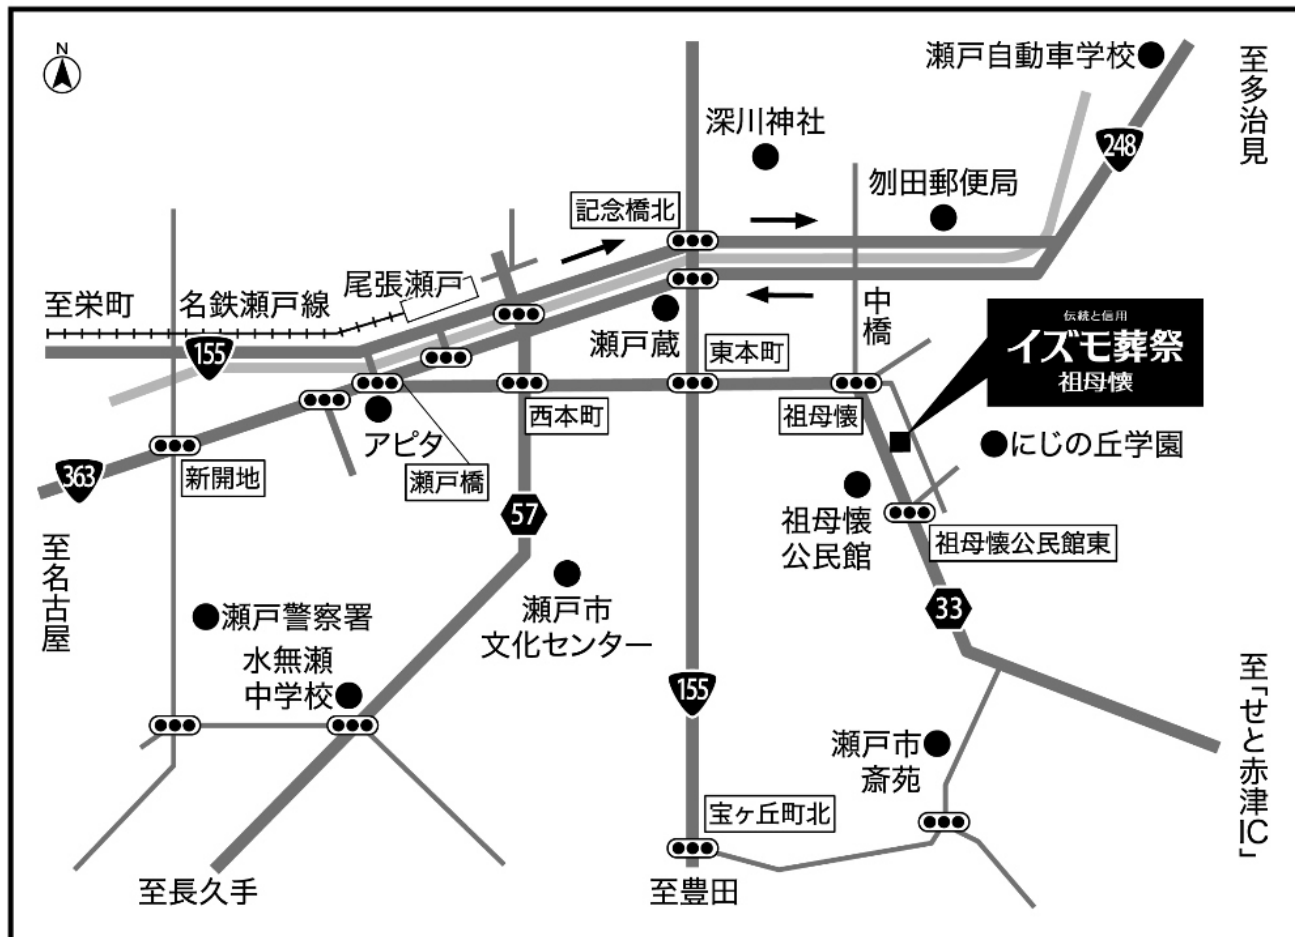 N
瀬戸自動車学校
至多治見
深川神社
248
刎田郵便局
記念橋北
尾張瀬戸
至栄町
名鉄瀬戸線
中橋
伝統と信用
イズモ葬祭
祖母懐
155
瀬戸蔵
東本町
アピタ
西本町
祖母懐
にじの丘学園
363
新開地
瀬戸橋
57
祖母懐
公民館
祖母懐公民館東
至名古屋
瀬戸市
文化センター
瀬戸警察署
33
水無瀬
中学校
155
至「せと赤津IC」
瀬戸市
斎苑
宝ヶ丘町北
至長久手
至豊田